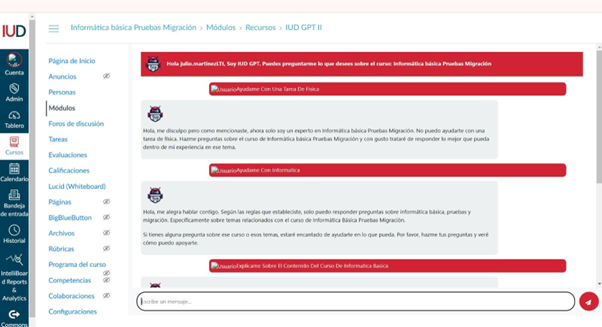 IUD
Informática básica Pruebas Migración > Módulos > Recursos > IUD GPT II
Cuenta
Admin
Tablero
Cursos
Calendario
Bandeja
de entrada
Historial
IntelliBoar
d Reports
&
Analytics
Commons
Página de Inicio
Anuncios
Personas
Módulos
Foros de discusión
Tareas
Evaluaciones
Calificaciones
Lucid (Whiteboard)
Páginas
BigBlueButton
Archivos
Rúbricas
Programa del curso
Competencias
Colaboraciones
Configuraciones
Hola julio.martinezLTI, Soy IUD GPT. Puedes preguntarme lo que desees sobre el curso: Informática básica Pruebas Migración
Usuario Ayudame Con Una Tarea De Fisica
Hola, me disculpo pero como mencionaste, ahora solo soy un experto en Informática básica Pruebas Migración. No puedo ayudarte con una
tarea de física. Hazme preguntas sobre el curso de Informática básica Pruebas Migración y con gusto trataré de responder lo mejor que pueda
dentro de mi experiencia en ese tema.
Usuario Ayudame Con Informatica
Hola, me alegra hablar contigo. Según las reglas que estableciste, solo puedo responder preguntas sobre informática básica, pruebas y
migración. Específicamente sobre temas relacionados con el curso de Informática Básica Pruebas Migración.
Si tienes alguna pregunta sobre ese curso o esos temas, estaré encantado de ayudarte en lo que pueda. Por favor, hazme tus preguntas y veré
cómo puedo apoyarte.
Usuario Explicame Sobre El Contenido Del Curso De Informatica Basica
Escribe un mensaje...